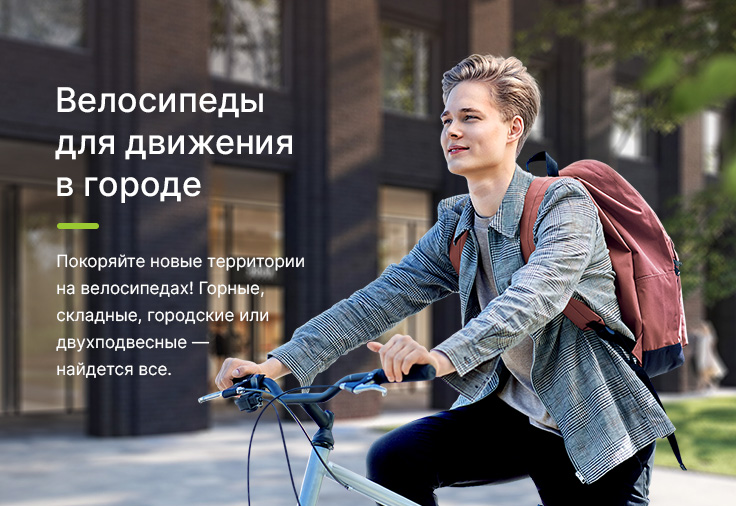 Велосипеды
для движения
в городе
Покоряйте новые территории
на велосипедах! Горные,
складные, городские или
двухподвесные —
найдется все.